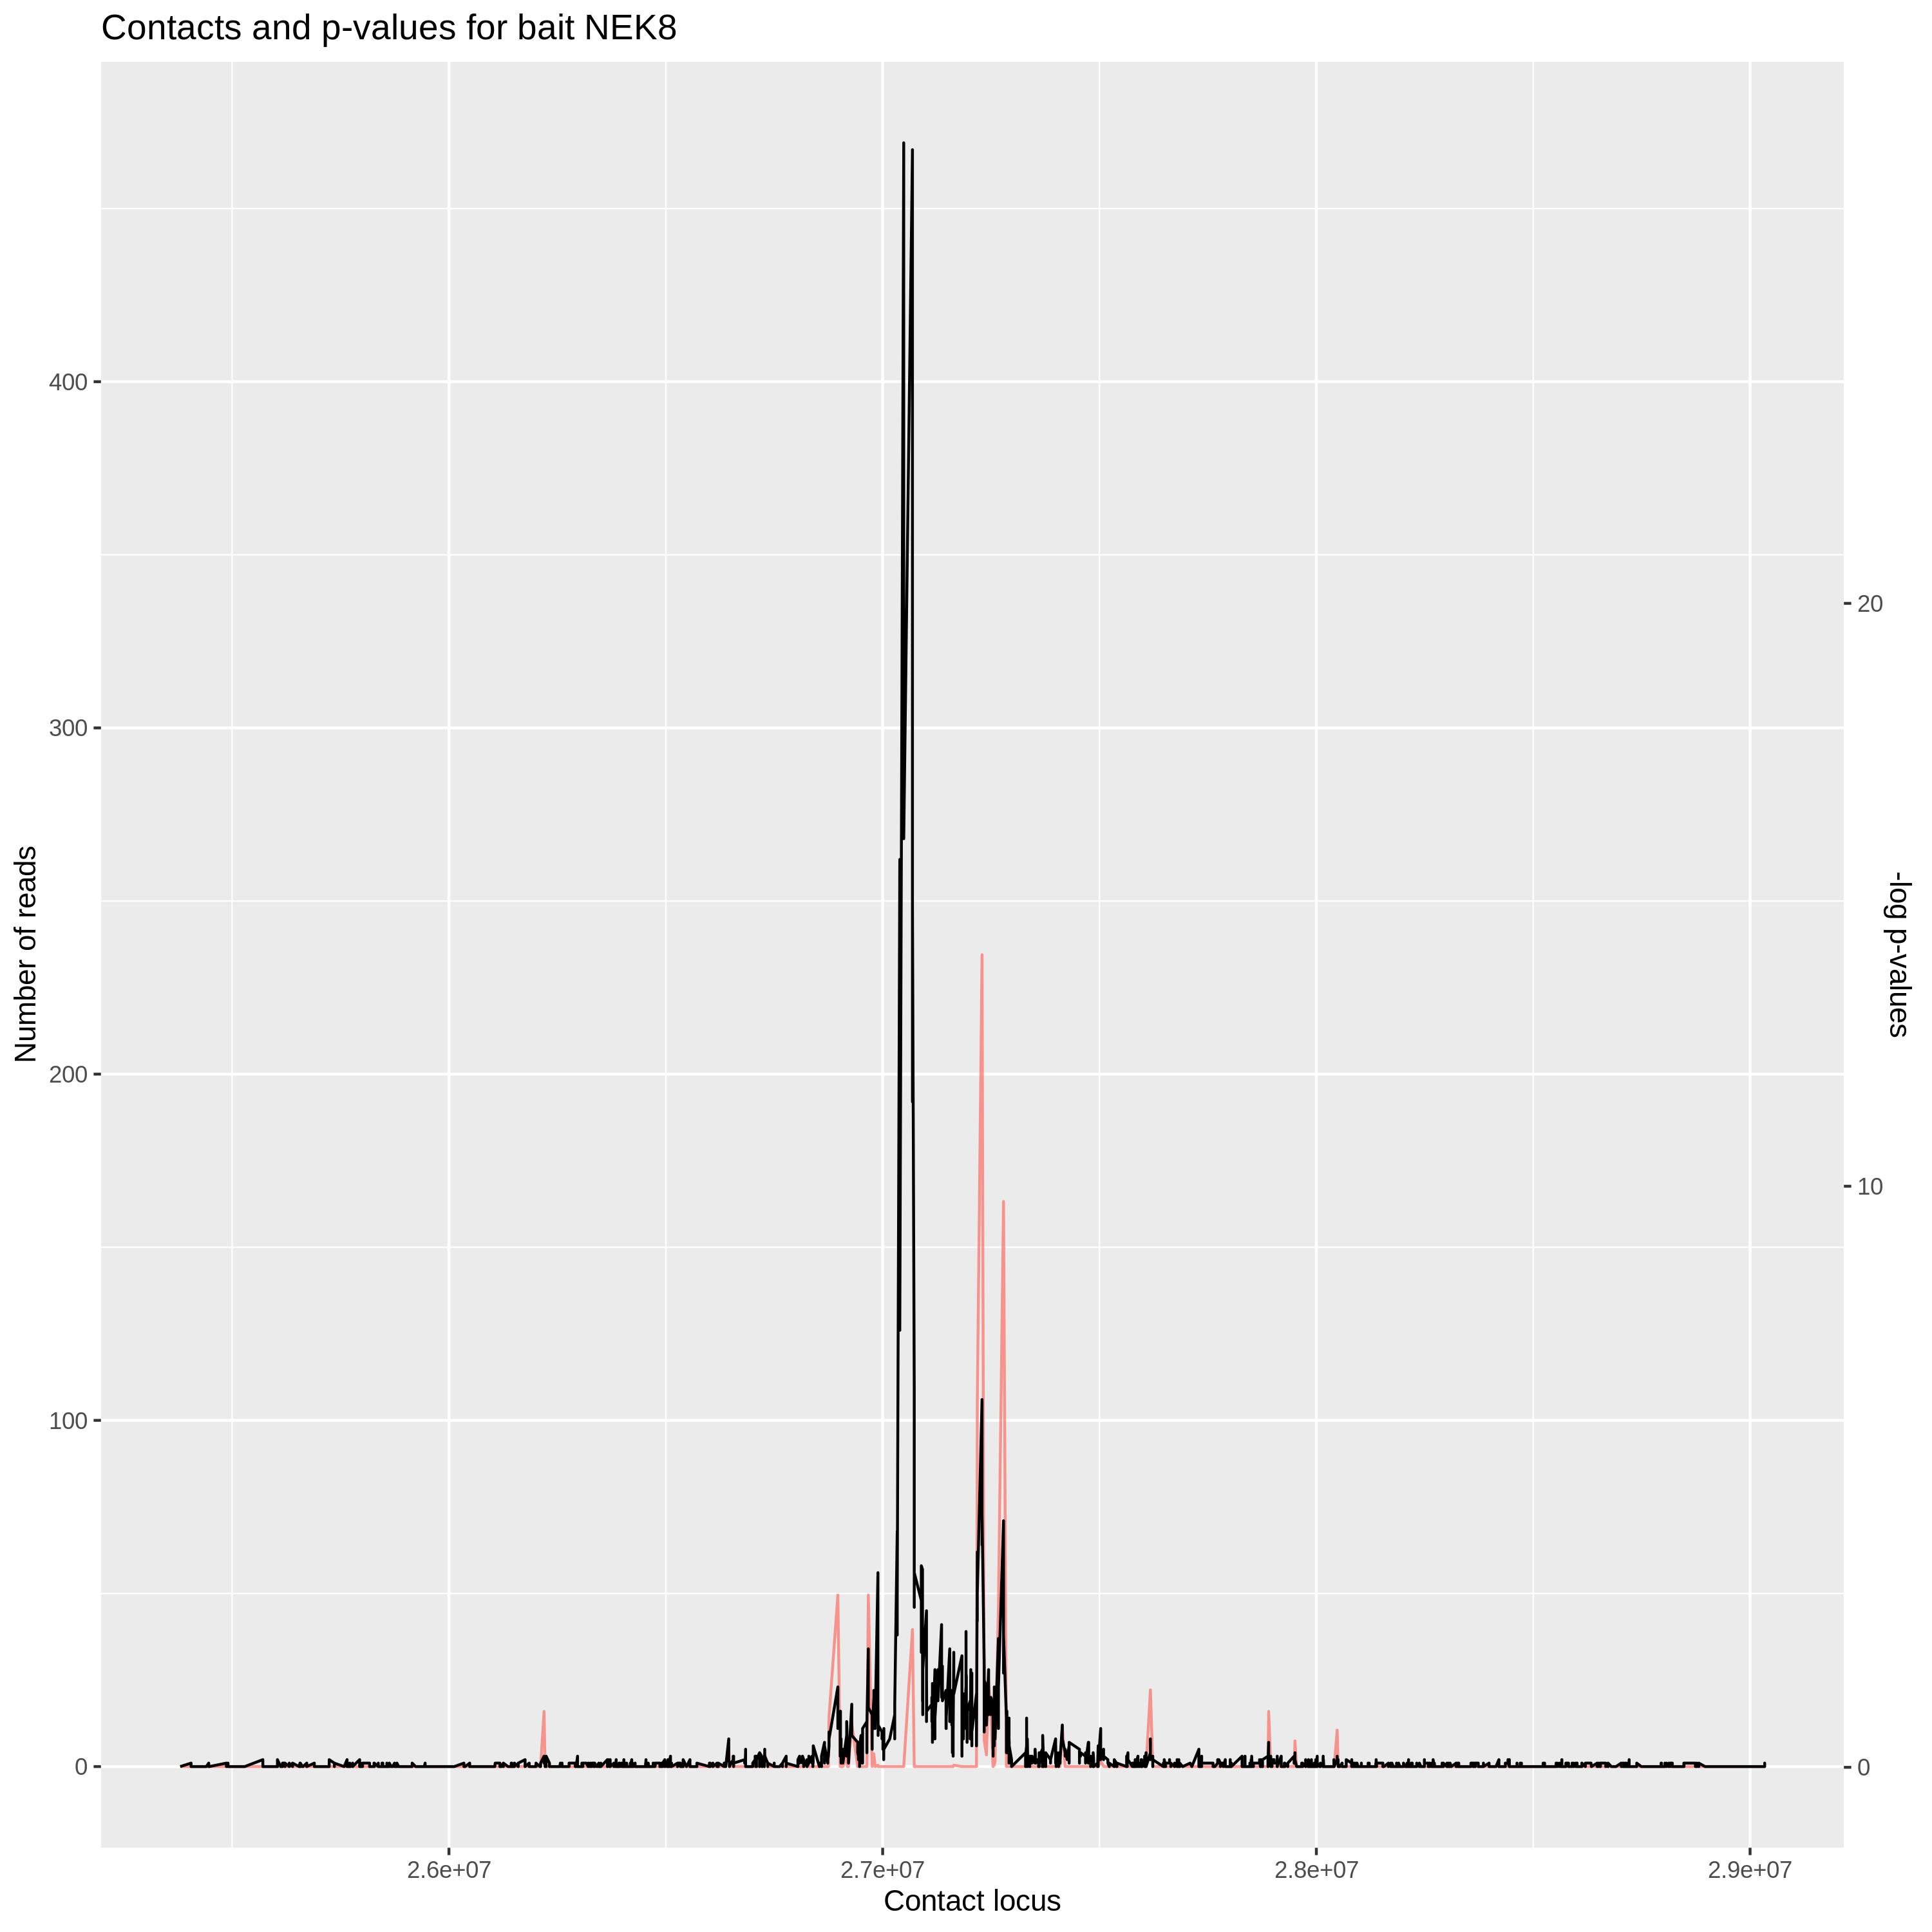 Contacts and p-values for bait NEK8
Number of reads
400
300
200
100
0
20
10
0
-log p-values
2.6e+07
2.7e+07
2.8e+07
2.9e+07
Contact locus